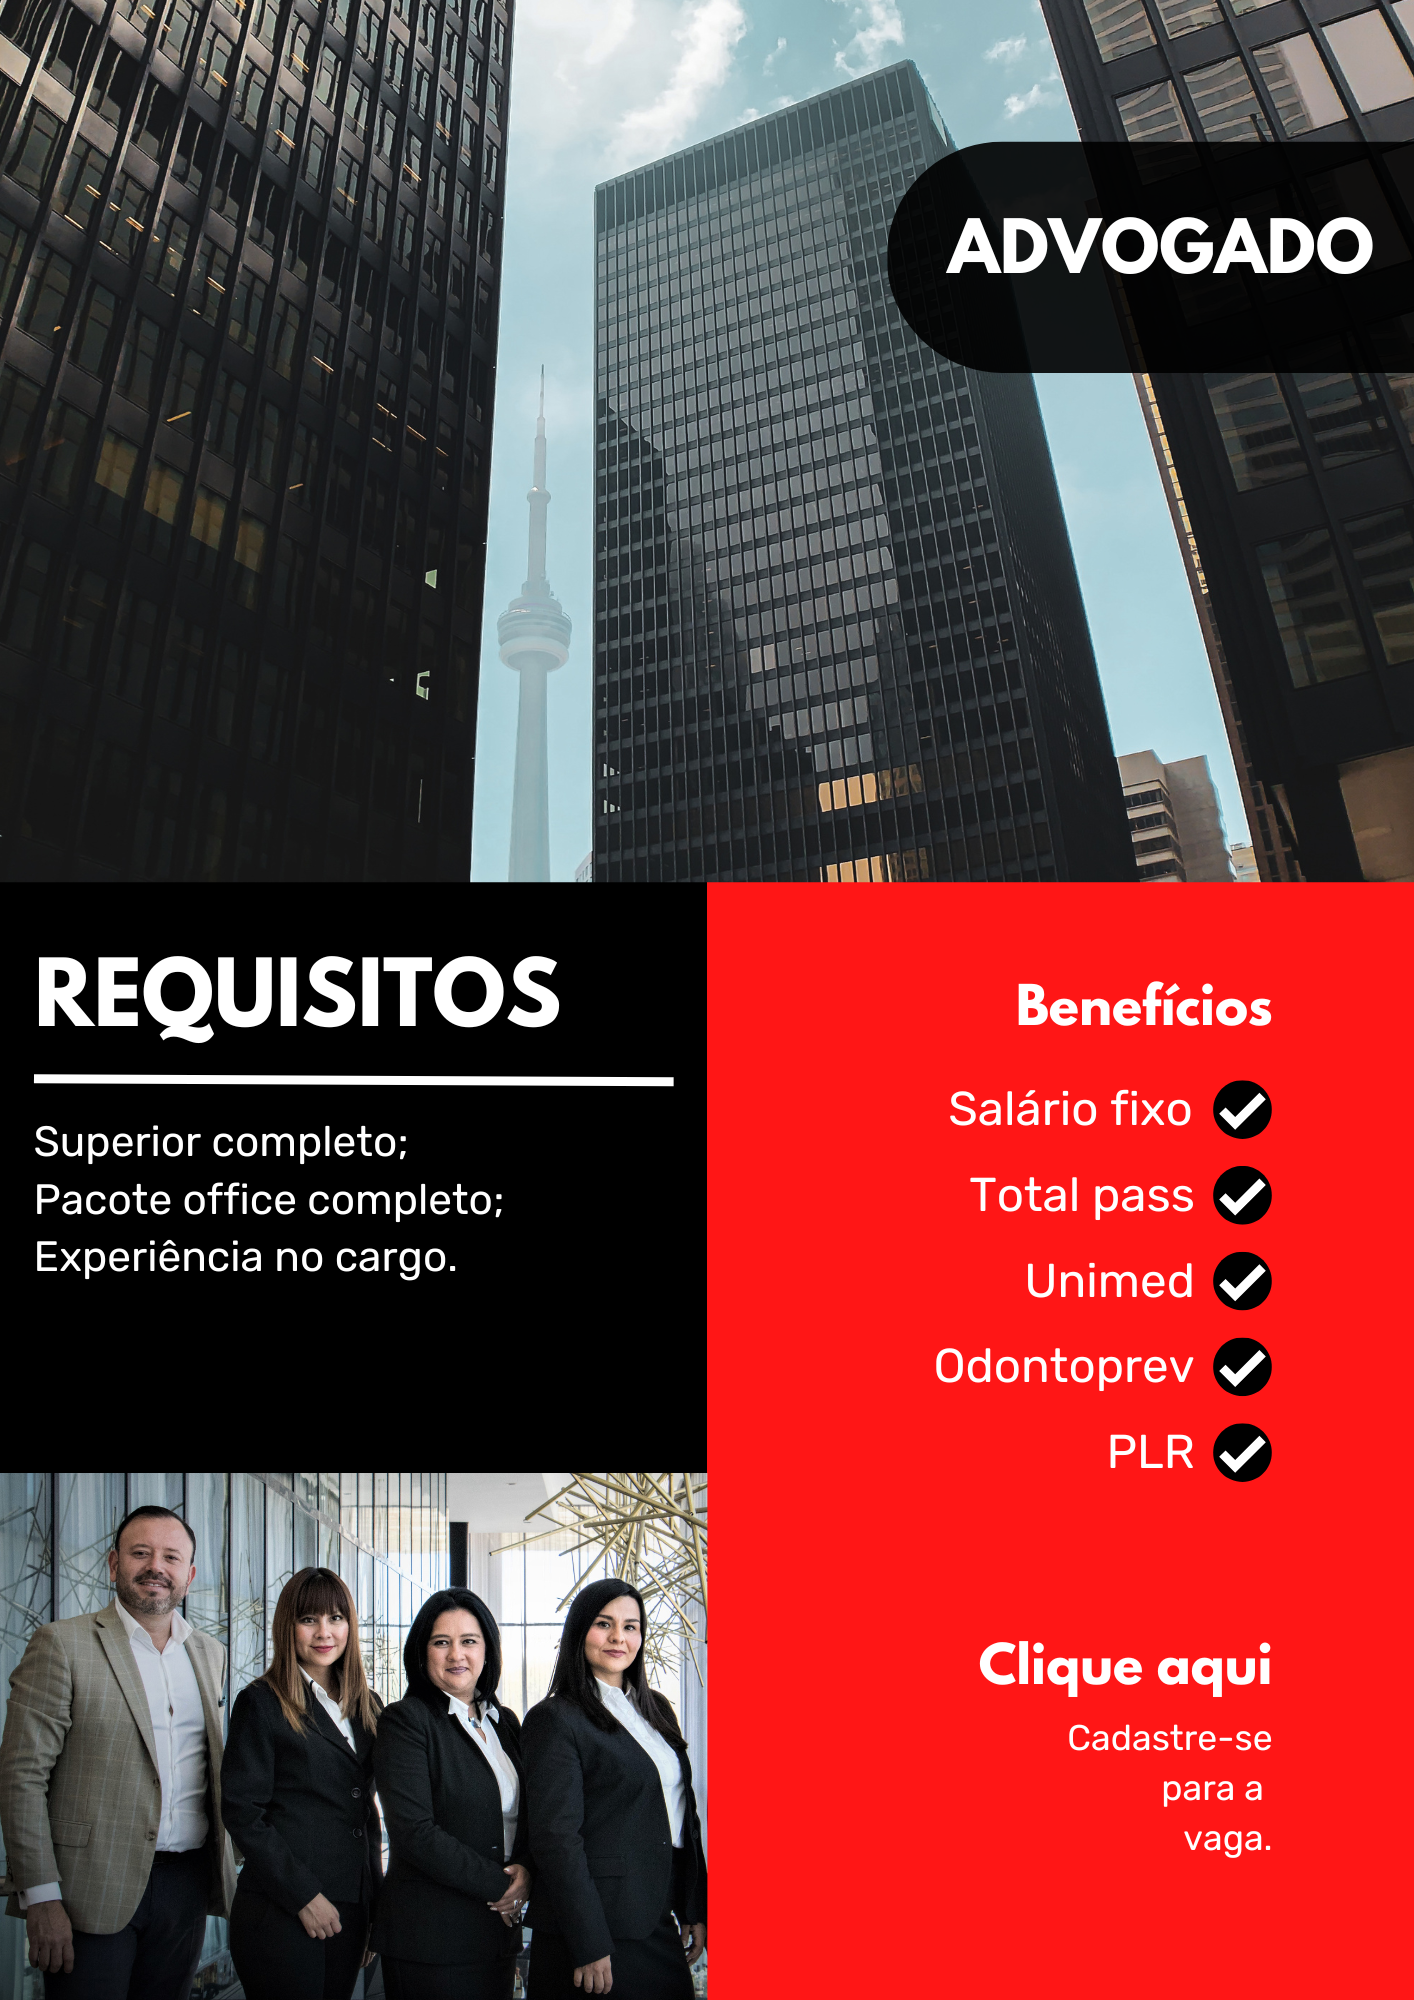 ADVOGADO
REQUISITOS
Superior completo;
Pacote office completo;
Experiência no cargo.
Benefícios
Salário fixo
Total pass
Unimed
Odontoprev
PLR
Clique aqui
Cadastre-se
para a
vaga.